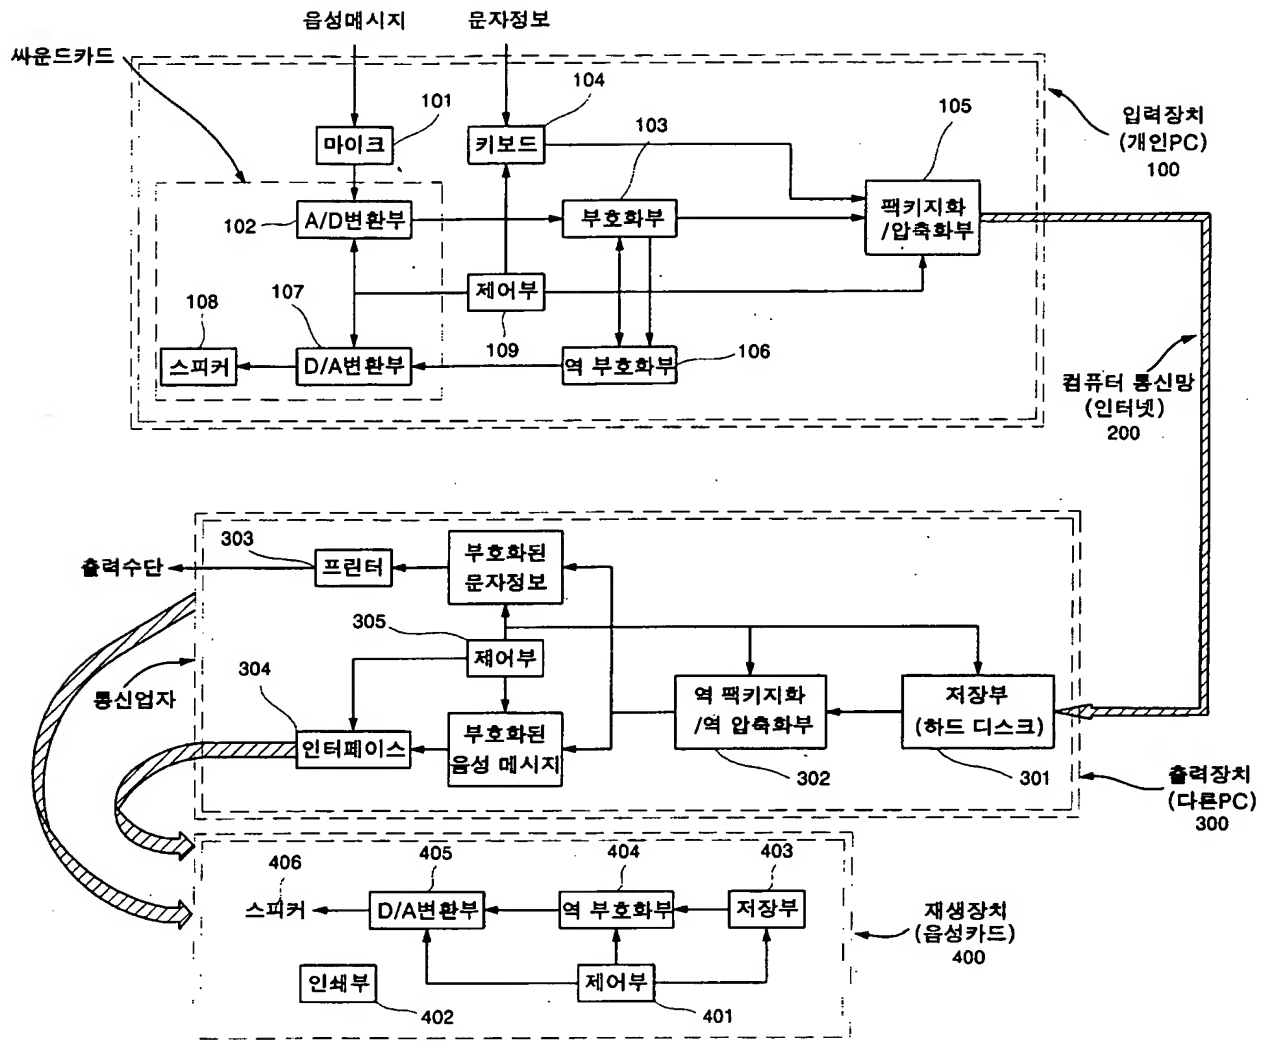 음성메시지
문자정보
싸운드카드
101
104
103
105
마이크
키보드
입력장치
(개인PC)
100
102
A/D변환부
부호화부
팩키지화
/압축화부
제어부
107
108
109
106
스피커
D/A변환부
역 부호화부
컴퓨터 통신망
(인터넷)
200
303
출력수단
프린터
부호화된
문자정보
305
제어부
304
통신업자
역 팩키지화
/역 압축화부
저장부
(하드 디스크)
인터페이스
부호화된
음성 메시지
302
301
출력장치
(다른PC)
300
406
405
404
403
스피커
D/A변환부
역 부호화부
저장부
재생장치
(음성카드)
400
인쇄부
제어부
402
401